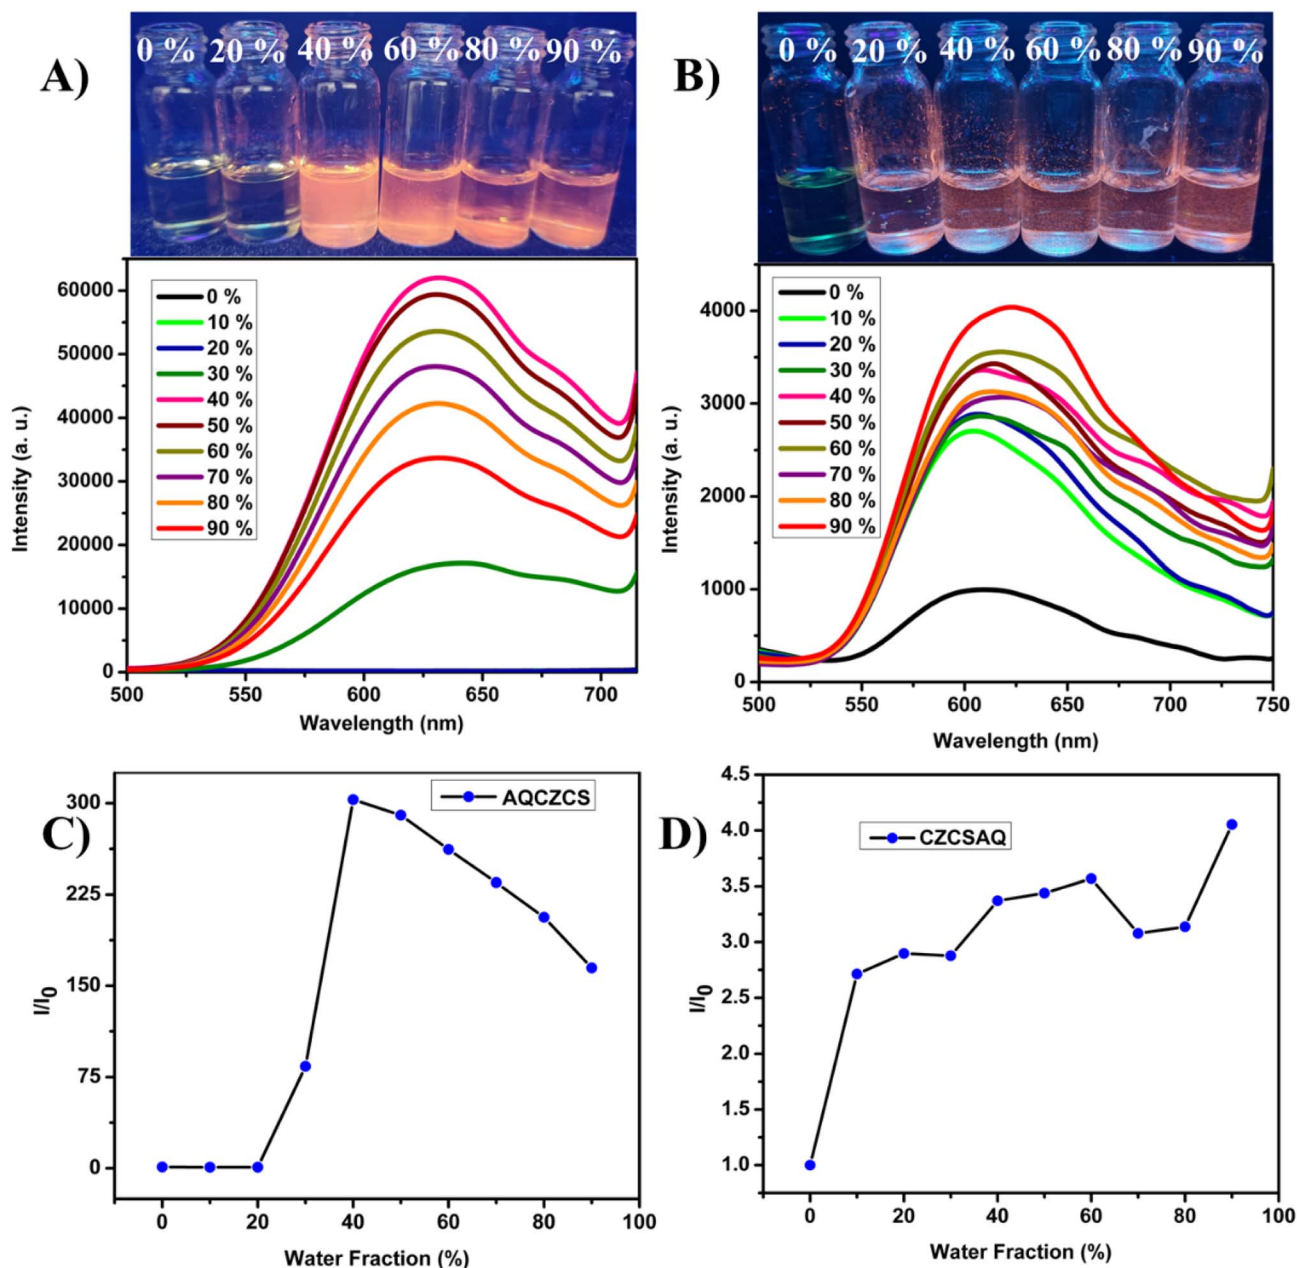 A)
0 % 20 % 40 % 60 % 80 % 90 %
B)
0 % 20 % 40 % 60 % 80 % 90 %
Intensity (a. u.)
60000
50000
40000
30000
20000
10000
0
0 %
10 %
20 %
30 %
40 %
50 %
60 %
70 %
80 %
90 %
500 550 600 650 700
Wavelength (nm)
Intensity (a. u.)
4000
3000
2000
1000
0
0 %
10 %
20 %
30 %
40 %
50 %
60 %
70 %
80 %
90 %
500 550 600 650 700 750
Wavelength (nm)
C)
I/I0
300
225
150
75
0
AQCZCS
0 20 40 60 80 100
Water Fraction (%)
D)
I/I0
4.5
4.0
3.5
3.0
2.5
2.0
1.5
1.0
CZCSAQ
0 20 40 60 80 100
Water Fraction (%)